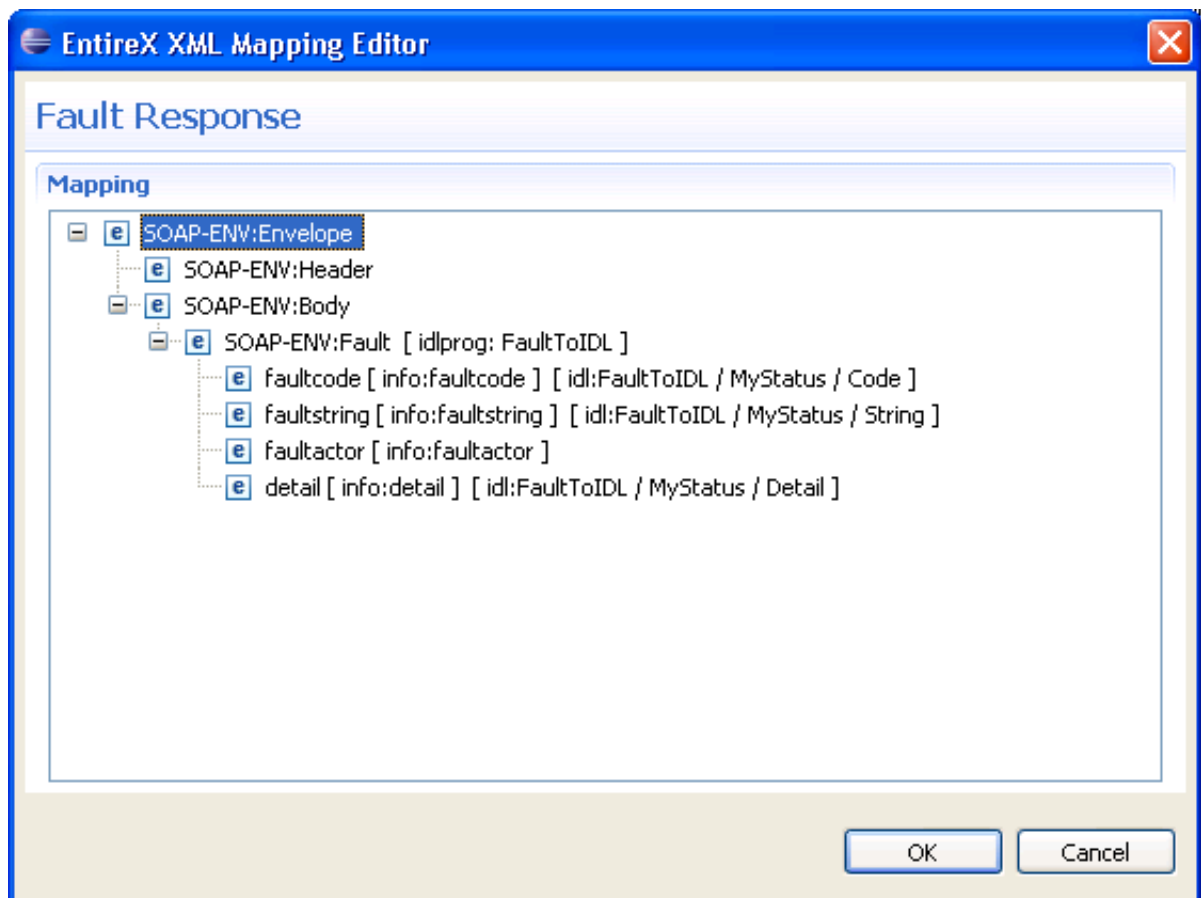 EntireX XML Mapping Editor
Fault Response
Mapping
SOAP-ENV:Envelope
SOAP-ENV:Header
SOAP-ENV:Body
SOAP-ENV:Fault [ idlprog: FaultToIDL ]
faultcode [ info:faultcode ] [ idl:FaultToIDL / MyStatus / Code ]
faultstring [ info:faultstring ] [ idl:FaultToIDL / MyStatus / String ]
faultactor [ info:faultactor ]
detail [ info:detail ] [ idl:FaultToIDL / MyStatus / Detail ]
OK Cancel